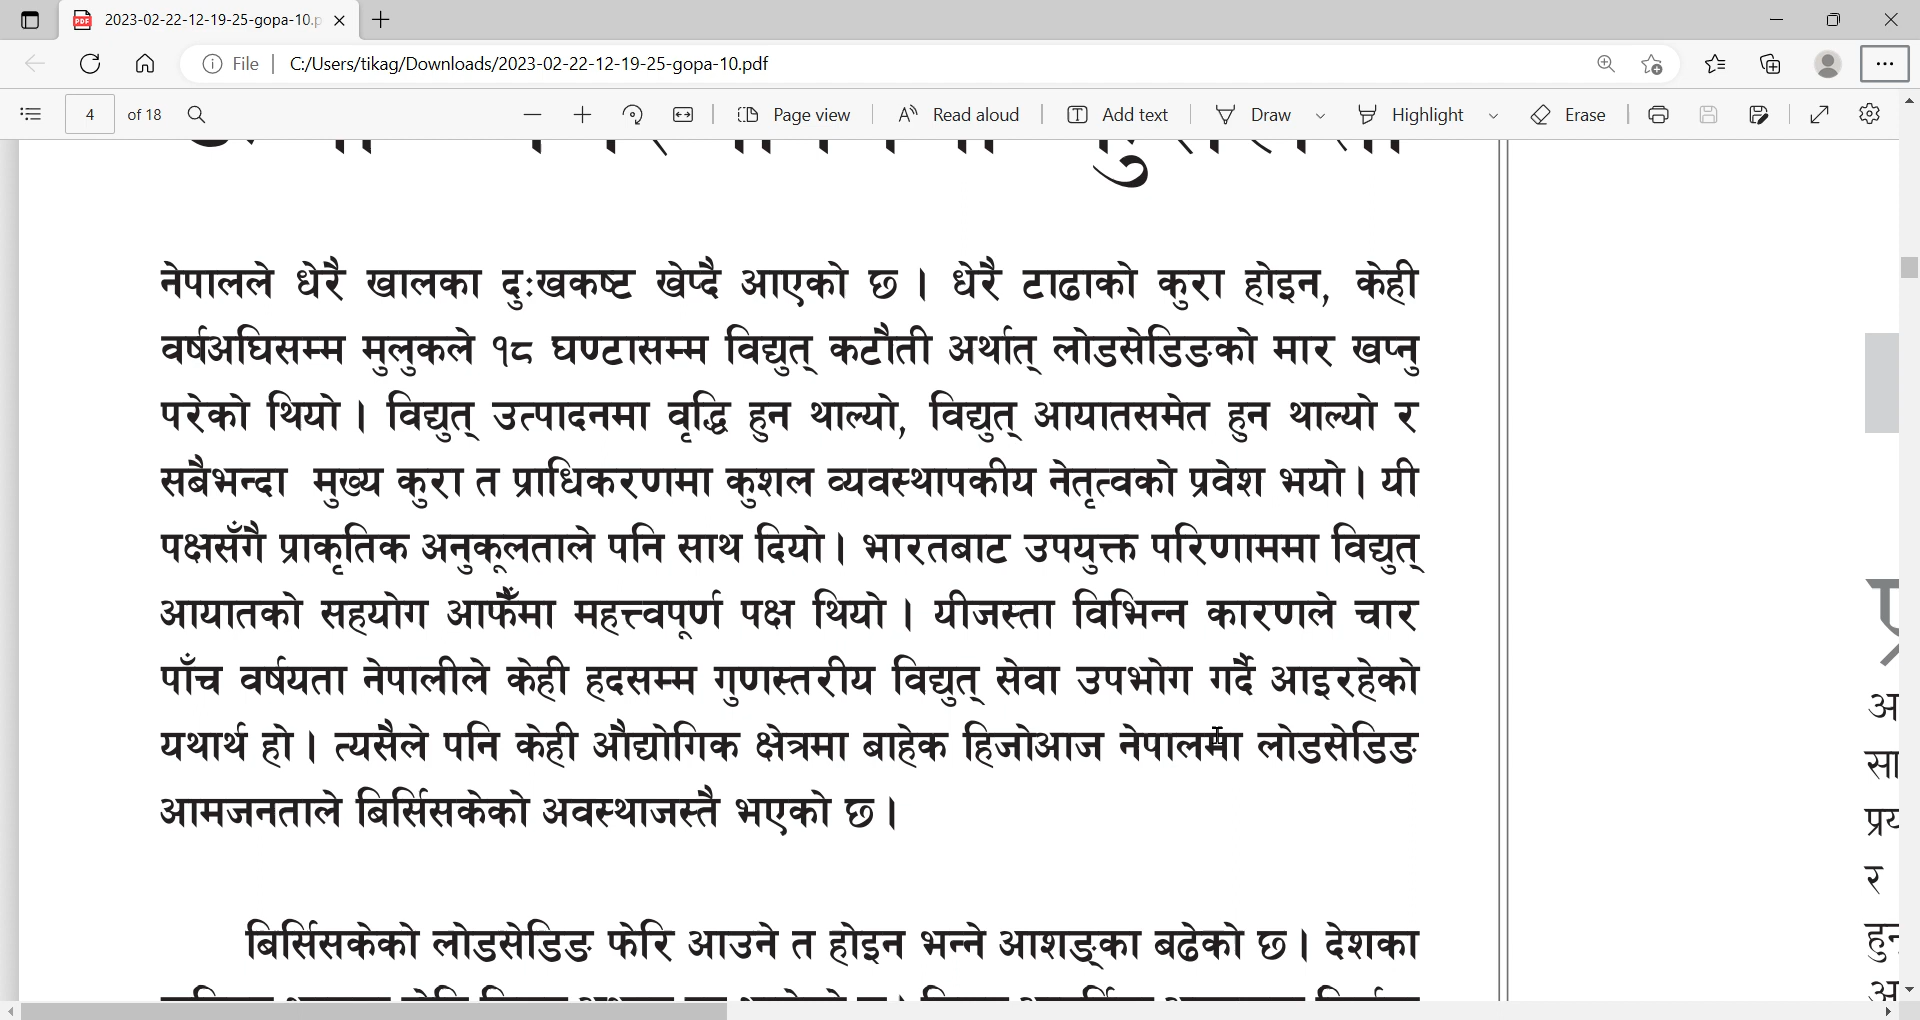 2023-02-22-12-19-25-gopa-10.p
File
C:/Users/tikag/Downloads/2023-02-22-12-19-25-gopa-10.pdf
4 of 18
Page view
Read aloud
Add text
Draw
Highlight
Erase
नेपालले धेरै खालका दुःखकष्ट खेप्दै आएको छ । धेरै टाढाको कुरा होइन, केही
वर्षअघिसम्म मुलुकले १८ घण्टासम्म विद्युत् कटौती अर्थात् लोडसेडिङको मार खप्नु
परेको थियो । विद्युत् उत्पादनमा वृद्धि हुन थाल्यो, विद्युत् आयातसमेत हुन थाल्यो र
सबैभन्दा मुख्य कुरा त प्राधिकरणमा कुशल व्यवस्थापकीय नेतृत्वको प्रवेश भयो । यी
पक्षसँगै प्राकृतिक अनुकूलताले पनि साथ दियो । भारतबाट उपयुक्त परिणाममा विद्युत्
आयातको सहयोग आफैँमा महत्त्वपूर्ण पक्ष थियो । यीजस्ता विभिन्न कारणले चार
पाँच वर्षयता नेपालीले केही हदसम्म गुणस्तरीय विद्युत् सेवा उपभोग गर्दै आइरहेको
यथार्थ हो । त्यसैले पनि केही औद्योगिक क्षेत्रमा बाहेक हिजोआज नेपालमा लोडसेडिङ
आमजनताले बिर्सिसकेको अवस्थाजस्तै भएको छ ।
बिर्सिसकेको लोडसेडिङ फेरि आउने त होइन भन्ने आशङ्का बढेको छ । देशका
अ
सा
प्रय
र
हुन
अ